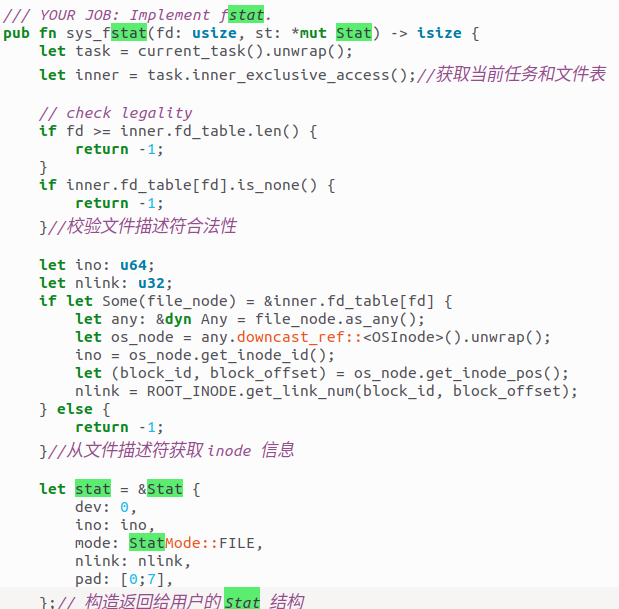 /// YOUR JOB: Implement fstat.
pub fn sys_fstat(fd: usize, st: *mut Stat) -> isize {
    let task = current_task().unwrap();
    let inner = task.inner_exclusive_access();//获取当前任务和文件表

    // check legality
    if fd >= inner.fd_table.len() {
        return -1;
    }
    if inner.fd_table[fd].is_none() {
        return -1;
    }//校验文件描述符合法性

    let ino: u64;
    let nlink: u32;
    if let Some(file_node) = &inner.fd_table[fd] {
        let any: &dyn Any = file_node.as_any();
        let os_node = any.downcast_ref::<OSInode>().unwrap();
        ino = os_node.get_inode_id();
        let (block_id, block_offset) = os_node.get_inode_pos();
        nlink = ROOT_INODE.get_link_num(block_id, block_offset);
    } else {
        return -1;
    }//从文件描述符获取 inode 信息

    let stat = &Stat {
        dev: 0,
        ino: ino,
        mode: StatMode::FILE,
        nlink: nlink,
        pad: [0;7],
    };// 构造返回给用户的 Stat 结构